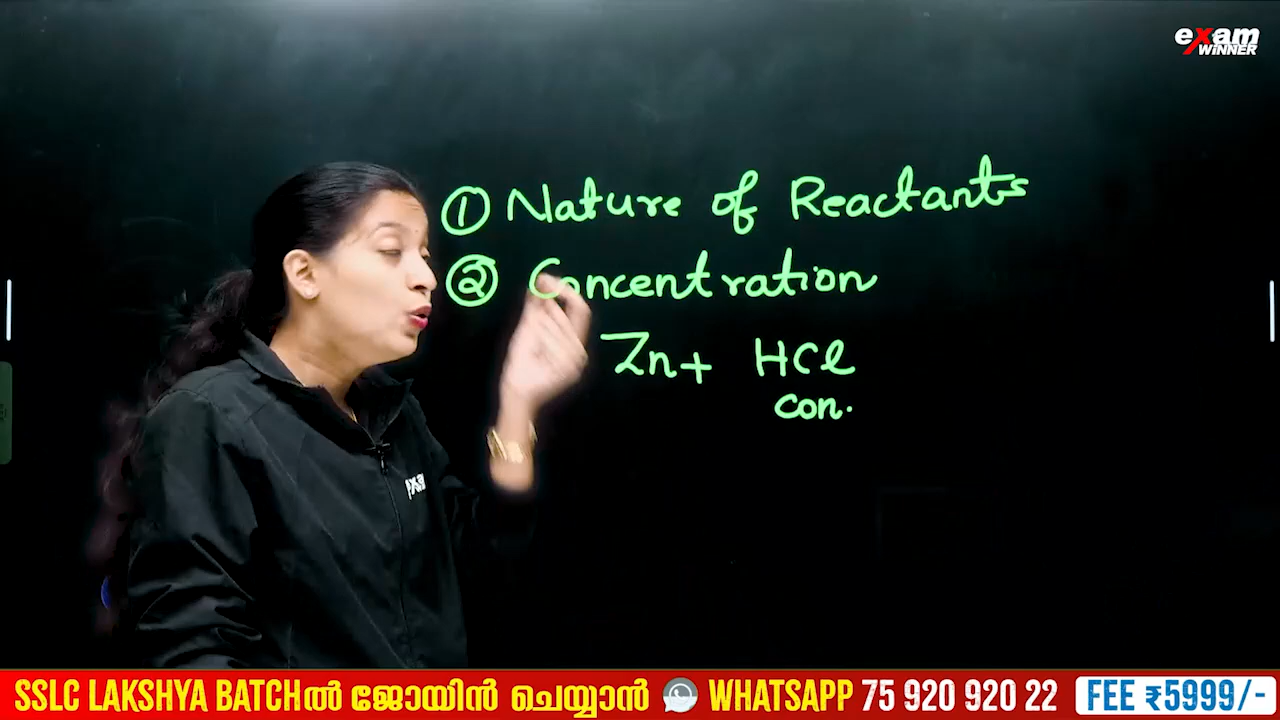 exam
WINNER
① Nature of Reactants
② Concentration
Zn+ HCl
con.
SSLC LAKSHYA BATCHൽ ജോയിൻ ചെയ്യാൻ WHATSAPP 75 920 920 22 FEE ₹5999/-